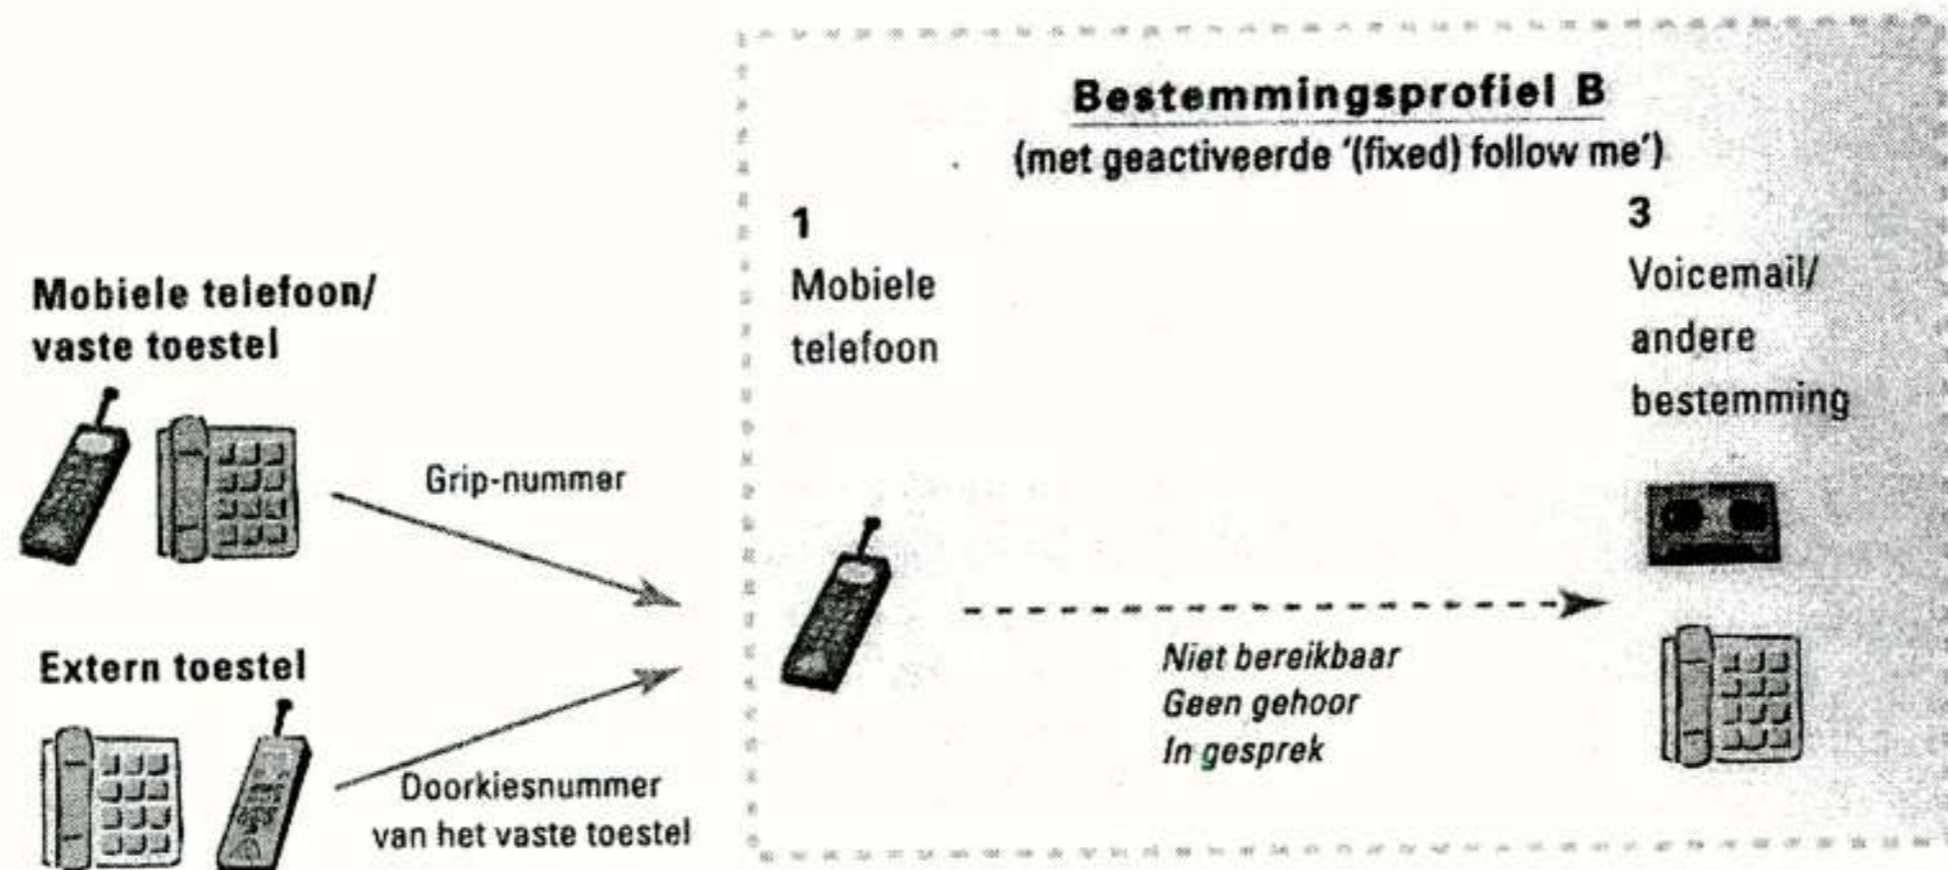 Bestemmingsprofiel B
(met geactiveerde '(fixed) follow me')
1
Mobiele
telefoon
3
Voicemail/
andere
bestemming
Mobiele telefoon/
vaste toestel
Grip-nummer
Extern toestel
Doorkiesnummer
van het vaste toestel
Niet bereikbaar
Geen gehoor
In gesprek